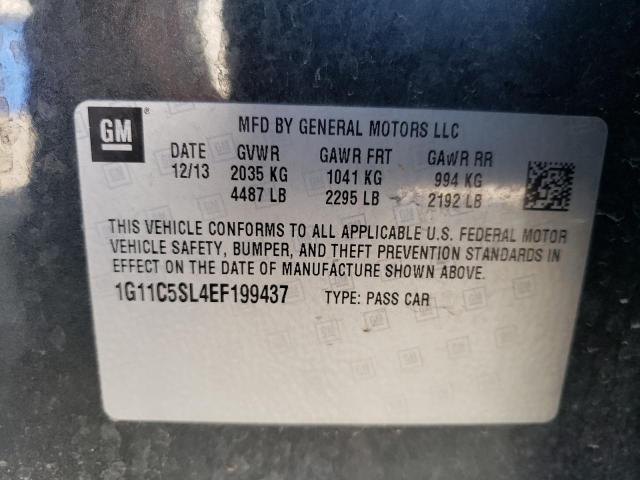 GM
®
MFD BY GENERAL MOTORS LLC
DATE GVWR GAWR FRT GAWR RR
12/13 2035 KG 1041 KG 994 KG
4487 LB 2295 LB 2192 LB
THIS VEHICLE CONFORMS TO ALL APPLICABLE U.S. FEDERAL MOTOR
VEHICLE SAFETY, BUMPER, AND THEFT PREVENTION STANDARDS IN
EFFECT ON THE DATE OF MANUFACTURE SHOWN ABOVE.
1G11C5SL4EF199437 TYPE: PASS CAR